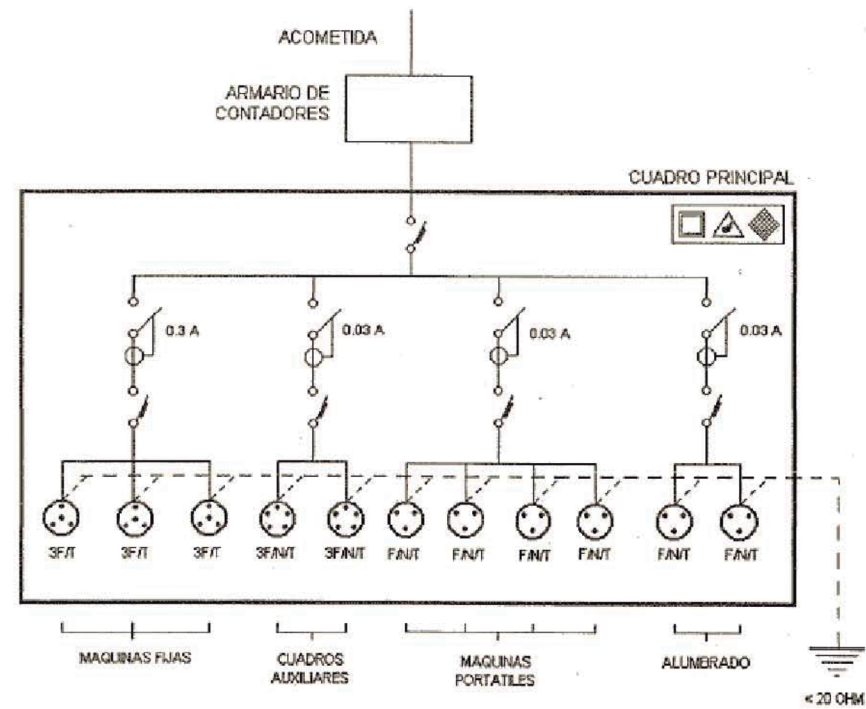 ACOMETIDA
ARMARIO DE
CONTADORES
CUADRO PRINCIPAL
0.3 A
0.03 A
0.03 A
0.03 A
3F/T
3F/T
3F/T
3F/N/T
3F/N/T
F/N/T
F/N/T
F/N/T
F/N/T
F/N/T
F/N/T
MAQUINAS FIJAS
CUADROS
AUXILIARES
MAQUINAS
PORTATILES
ALUMBRADO
< 20 OHM